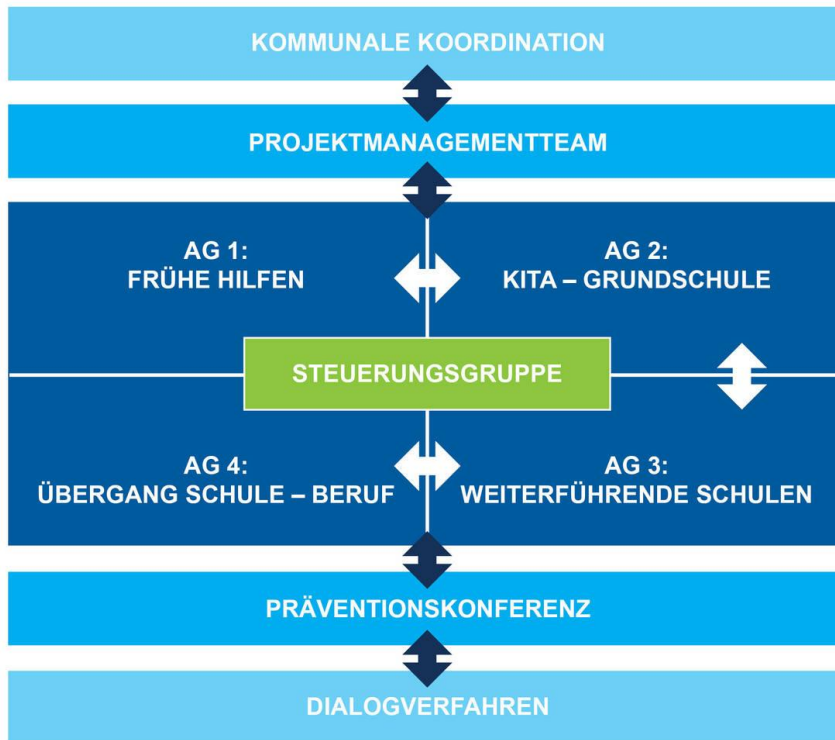 KOMMUNALE KOORDINATION
PROJEKTMANAGEMENTTEAM
AG 1:
FRÜHE HILFEN
AG 2:
KITA – GRUNDSCHULE
STEUERUNGSGRUPPE
AG 4:
ÜBERGANG SCHULE – BERUF
AG 3:
WEITERFÜHRENDE SCHULEN
PRÄVENTIONSKONFERENZ
DIALOGVERFAHREN